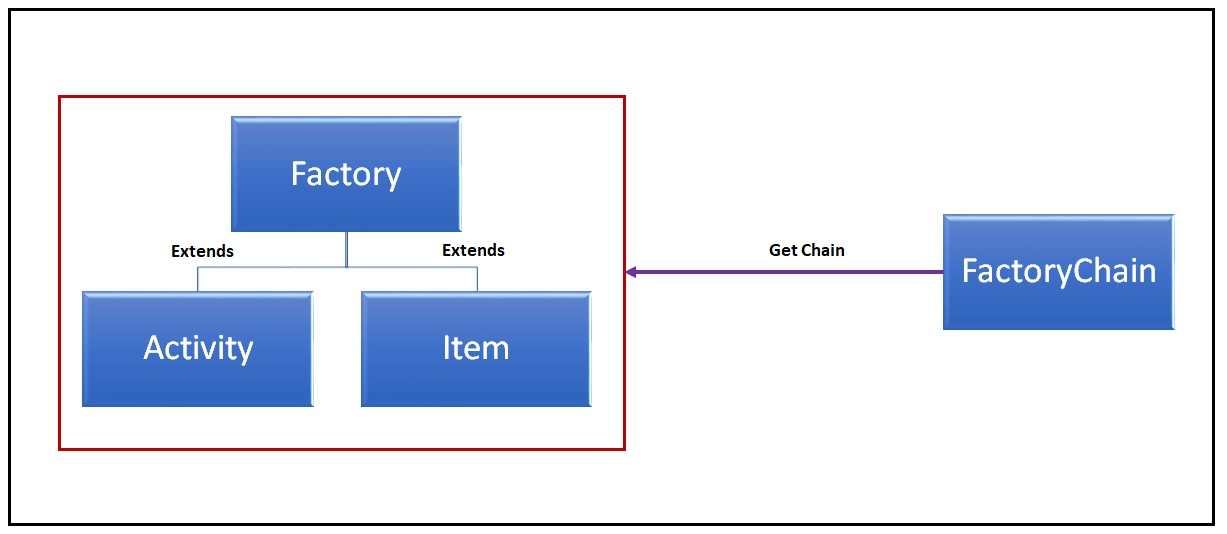 Factory
Extends
Extends
Activity
Item
Get Chain
FactoryChain